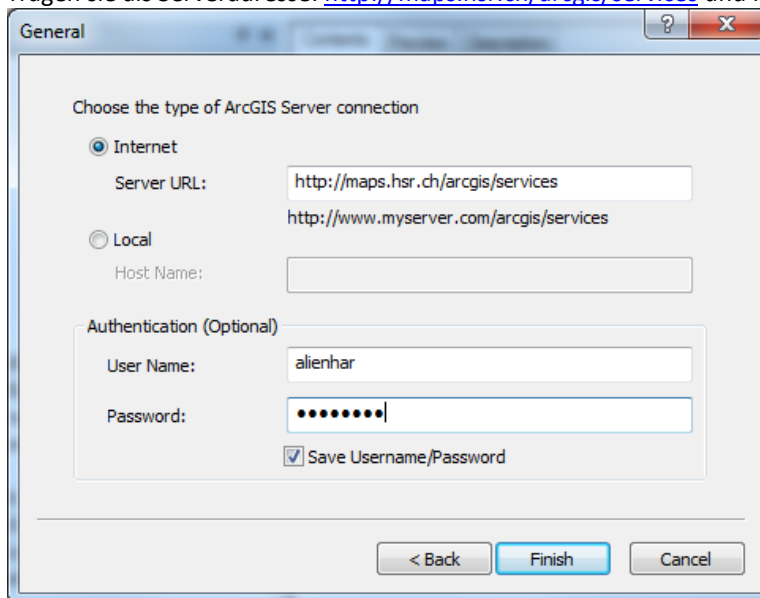 General
Choose the type of ArcGIS Server connection
Internet
Server URL: http://maps.hsr.ch/arcgis/services
http://www.myserver.com/arcgis/services
Local
Host Name:
Authentication (Optional)
User Name: alienhar
Password: ••••••••
Save Username/Password
< Back Finish Cancel